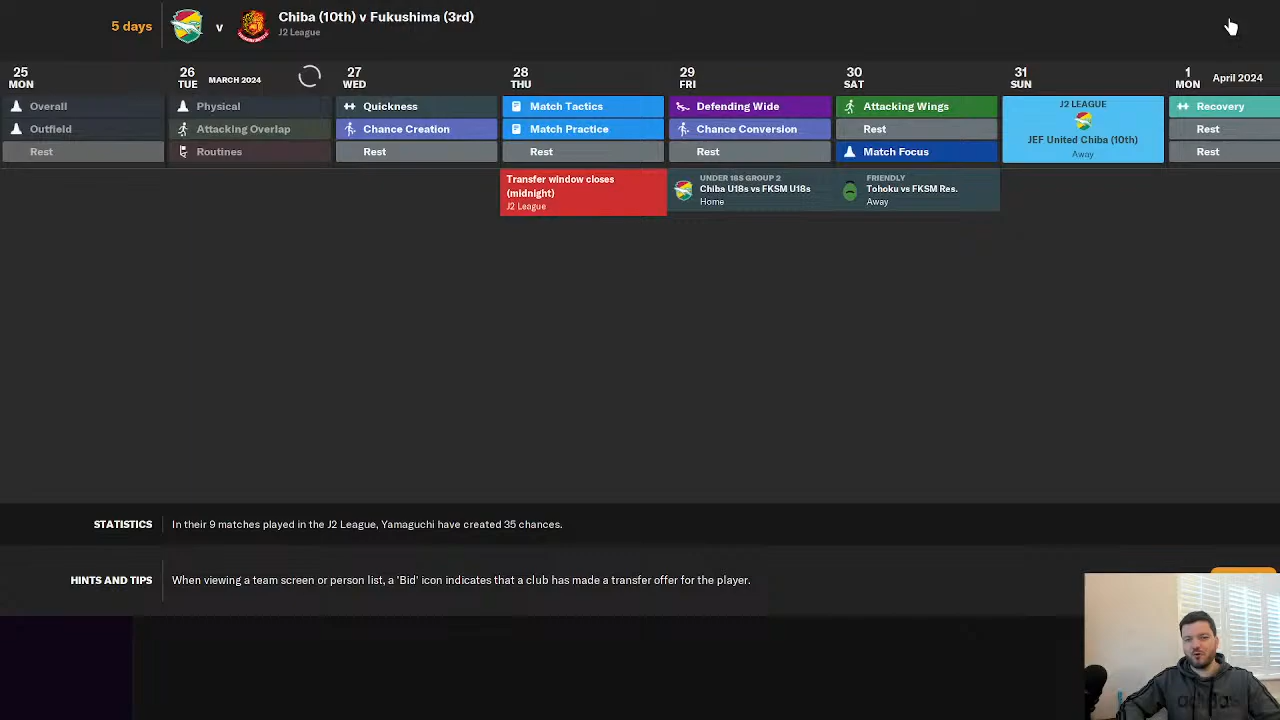 5 days
v
Chiba (10th) v Fukushima (3rd)
J2 League
25
MON
26
TUE
MARCH 2024
27
WED
28
THU
29
FRI
30
SAT
31
SUN
1
MON
April 2024
Overall
Outfield
Rest
Physical
Attacking Overlap
Routines
Quickness
Chance Creation
Rest
Match Tactics
Match Practice
Rest
Defending Wide
Chance Conversion
Rest
Attacking Wings
Rest
Match Focus
J2 LEAGUE
JEF United Chiba (10th)
Away
Recovery
Rest
Rest
Transfer window closes
(midnight)
J2 League
UNDER 18S GROUP 2
Chiba U18s vs FKSM U18s
Home
FRIENDLY
Tohoku vs FKSM Res.
Away
STATISTICS
In their 9 matches played in the J2 League, Yamaguchi have created 35 chances.
HINTS AND TIPS
When viewing a team screen or person list, a 'Bid' icon indicates that a club has made a transfer offer for the player.
adidas